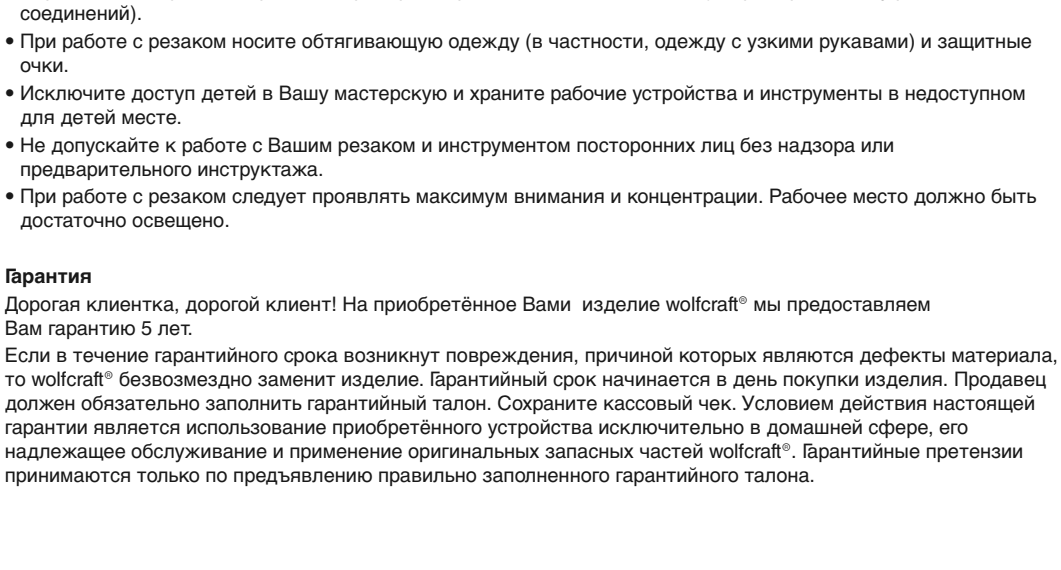 соединений).
• При работе с резаком носите обтягивающую одежду (в частности, одежду с узкими рукавами) и защитные
очки.
• Исключите доступ детей в Вашу мастерскую и храните рабочие устройства и инструменты в недоступном
для детей месте.
• Не допускайте к работе с Вашим резаком и инструментом посторонних лиц без надзора или
предварительного инструктажа.
• При работе с резаком следует проявлять максимум внимания и концентрации. Рабочее место должно быть
достаточно освещено.
Гарантия
Дорогая клиентка, дорогой клиент! На приобретённое Вами изделие wolfcraft® мы предоставляем
Вам гарантию 5 лет.
Если в течение гарантийного срока возникнут повреждения, причиной которых являются дефекты материала,
то wolfcraft® безвозмездно заменит изделие. Гарантийный срок начинается в день покупки изделия. Продавец
должен обязательно заполнить гарантийный талон. Сохраните кассовый чек. Условием действия настоящей
гарантии является использование приобретённого устройства исключительно в домашней сфере, его
надлежащее обслуживание и применение оригинальных запасных частей wolfcraft®. Гарантийные претензии
принимаются только по предъявлению правильно заполненного гарантийного талона.